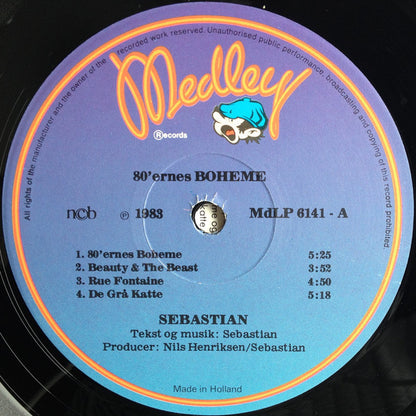 All rights of the manufacturer and the owner of the recorded work reserved. Unauthorised public performance, broadcasting and copying of this record prohibited.
Medley
® Records
80'ernes BOHEME
ncb
℗ 1983
MdLP 6141 - A
me og
katte
1. 80'ernes Boheme 5:25
2. Beauty & The Beast 3:52
3. Rue Fontaine 4:50
4. De Grå Katte 5:18
SEBASTIAN
Tekst og musik: Sebastian
Producer: Nils Henriksen/Sebastian
Made in Holland